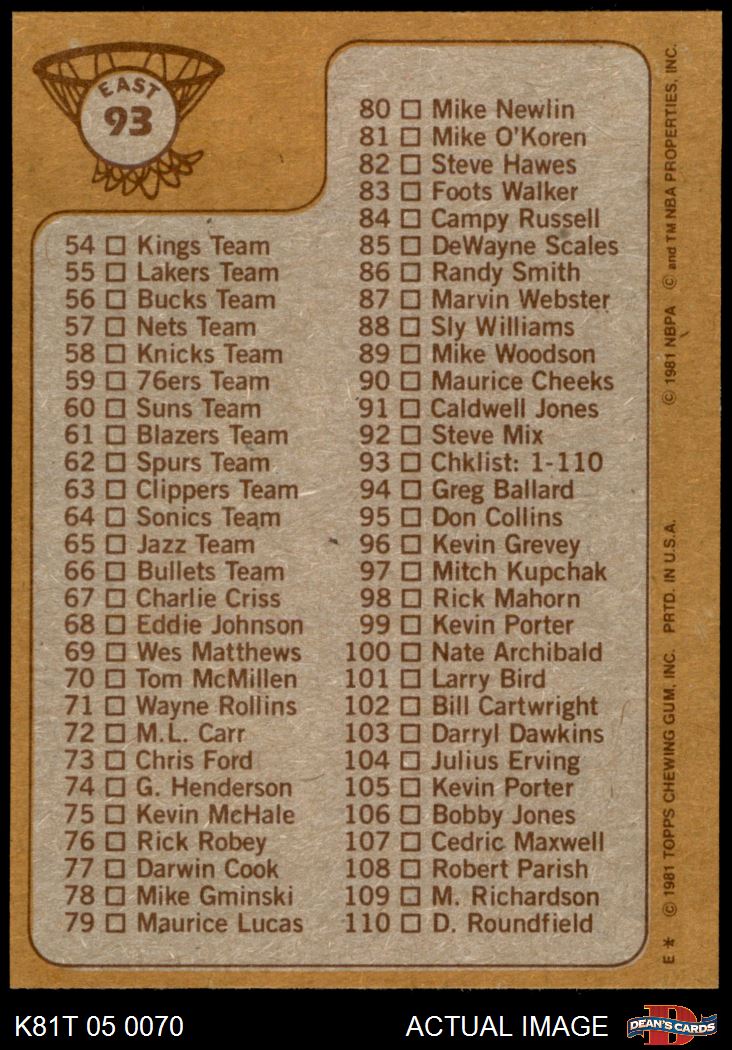 EAST
93
54 □ Kings Team
55 □ Lakers Team
56 □ Bucks Team
57 □ Nets Team
58 □ Knicks Team
59 □ 76ers Team
60 □ Suns Team
61 □ Blazers Team
62 □ Spurs Team
63 □ Clippers Team
64 □ Sonics Team
65 □ Jazz Team
66 □ Bullets Team
67 □ Charlie Criss
68 □ Eddie Johnson
69 □ Wes Matthews
70 □ Tom McMillen
71 □ Wayne Rollins
72 □ M.L. Carr
73 □ Chris Ford
74 □ G. Henderson
75 □ Kevin McHale
76 □ Rick Robey
77 □ Darwin Cook
78 □ Mike Gminski
79 □ Maurice Lucas
80 □ Mike Newlin
81 □ Mike O'Koren
82 □ Steve Hawes
83 □ Foots Walker
84 □ Campy Russell
85 □ DeWayne Scales
86 □ Randy Smith
87 □ Marvin Webster
88 □ Sly Williams
89 □ Mike Woodson
90 □ Maurice Cheeks
91 □ Caldwell Jones
92 □ Steve Mix
93 □ Chklist: 1-110
94 □ Greg Ballard
95 □ Don Collins
96 □ Kevin Grevey
97 □ Mitch Kupchak
98 □ Rick Mahorn
99 □ Kevin Porter
100 □ Nate Archibald
101 □ Larry Bird
102 □ Bill Cartwright
103 □ Darryl Dawkins
104 □ Julius Erving
105 □ Kevin Porter
106 □ Bobby Jones
107 □ Cedric Maxwell
108 □ Robert Parish
109 □ M. Richardson
110 □ D. Roundfield
E * © 1981 TOPPS CHEWING GUM, INC. PRTD. IN U.S.A. © 1981 NBPA © and TM NBA PROPERTIES, INC.
K81T 05 0070
ACTUAL IMAGE
DEAN'S CARDS